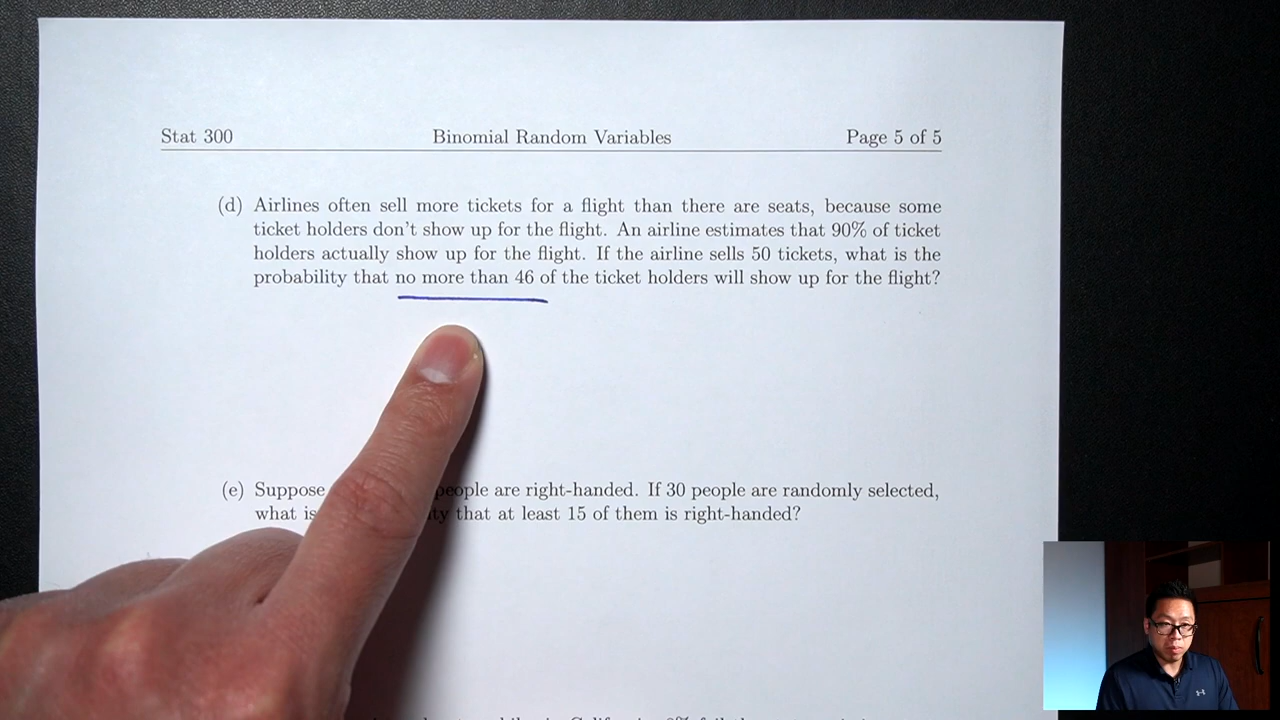 Stat 300 Binomial Random Variables Page 5 of 5
(d) Airlines often sell more tickets for a flight than there are seats, because some
ticket holders don't show up for the flight. An airline estimates that 90% of ticket
holders actually show up for the flight. If the airline sells 50 tickets, what is the
probability that no more than 46 of the ticket holders will show up for the flight?
(e) Suppose people are right-handed. If 30 people are randomly selected,
what is that at least 15 of them is right-handed?